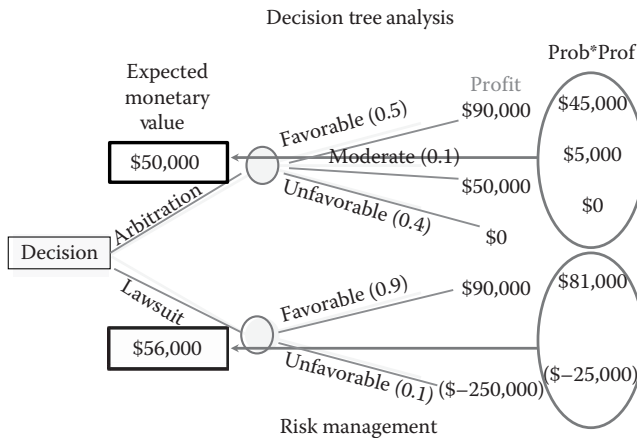 Decision tree analysis
Prob*Prof
Expected
monetary
value
Profit
$50,000
Favorable (0.5)
$90,000
$45,000
Moderate (0.1)
$50,000
$5,000
Unfavorable (0.4)
$0
$0
Arbitration
Decision
Lawsuit
$56,000
Favorable (0.9)
$90,000
$81,000
Unfavorable (0.1)
($−250,000)
($−25,000)
Risk management